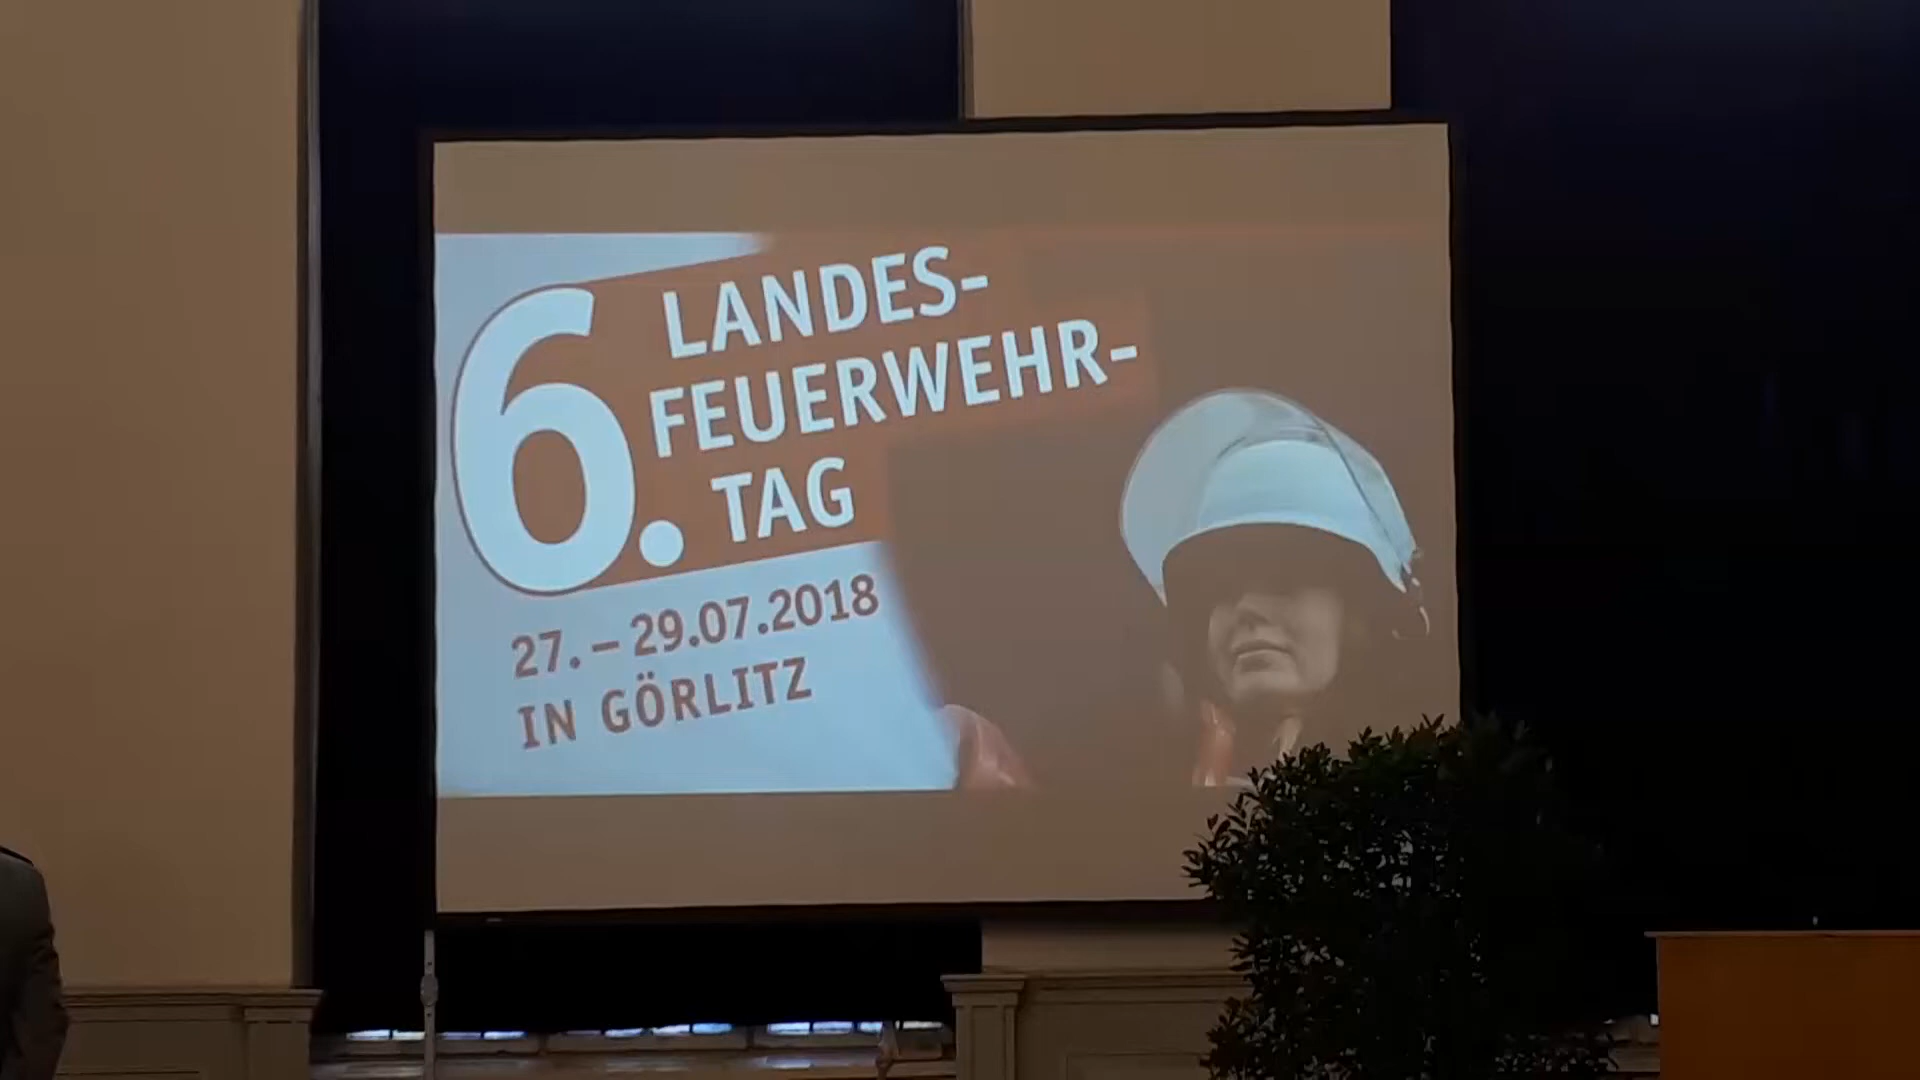 6. LANDES-
FEUERWEHR-
TAG
27. – 29.07.2018
IN GÖRLITZ